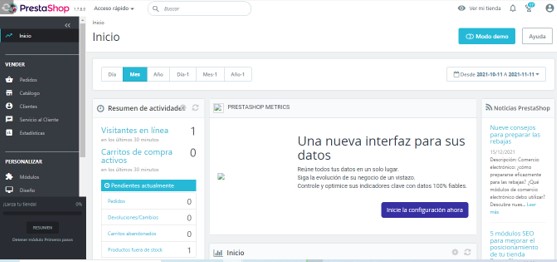 PrestaShop 1.7.8.2 Acceso rápido Buscar Ver mi tienda
Inicio
VENDER
Pedidos
Catálogo
Clientes
Servicio al Cliente
Estadísticas
PERSONALIZAR
Módulos
Diseño
¡Lanza tu tienda! 0%
RESUMEN
Detener módulo Primeros pasos
Inicio
Inicio
Modo demo Ayuda
Día Mes Año Día-1 Mes-1 Año-1
Desde 2021-10-11 A 2021-11-11
Resumen de actividades
Visitantes en línea 1
en los últimos 30 minutos
Carritos de compra activos 0
en los últimos 30 minutos
Pendientes actualmente
Pedidos 0
Devoluciones/Cambios 0
Carritos abandonados 0
Productos fuera de stock 1
PRESTASHOP METRICS
Una nueva interfaz para sus
datos
Reúne todos tus datos en un solo lugar.
Siga la evolución de su negocio de un vistazo.
Controle y optimice sus indicadores clave con datos 100% fiables.
Inicie la configuración ahora
Inicio
Noticias PrestaShop
Nueve consejos
para preparar las
rebajas
15/12/2021
Descripción: Comercio
electrónico: ¿cómo
prepararse eficazmente
para las rebajas? ¿Qué
módulos de comercio
electrónico debo utilizar?
Descubre nues... Leer
más
5 módulos SEO
para mejorar el
posicionamiento
de tu tienda